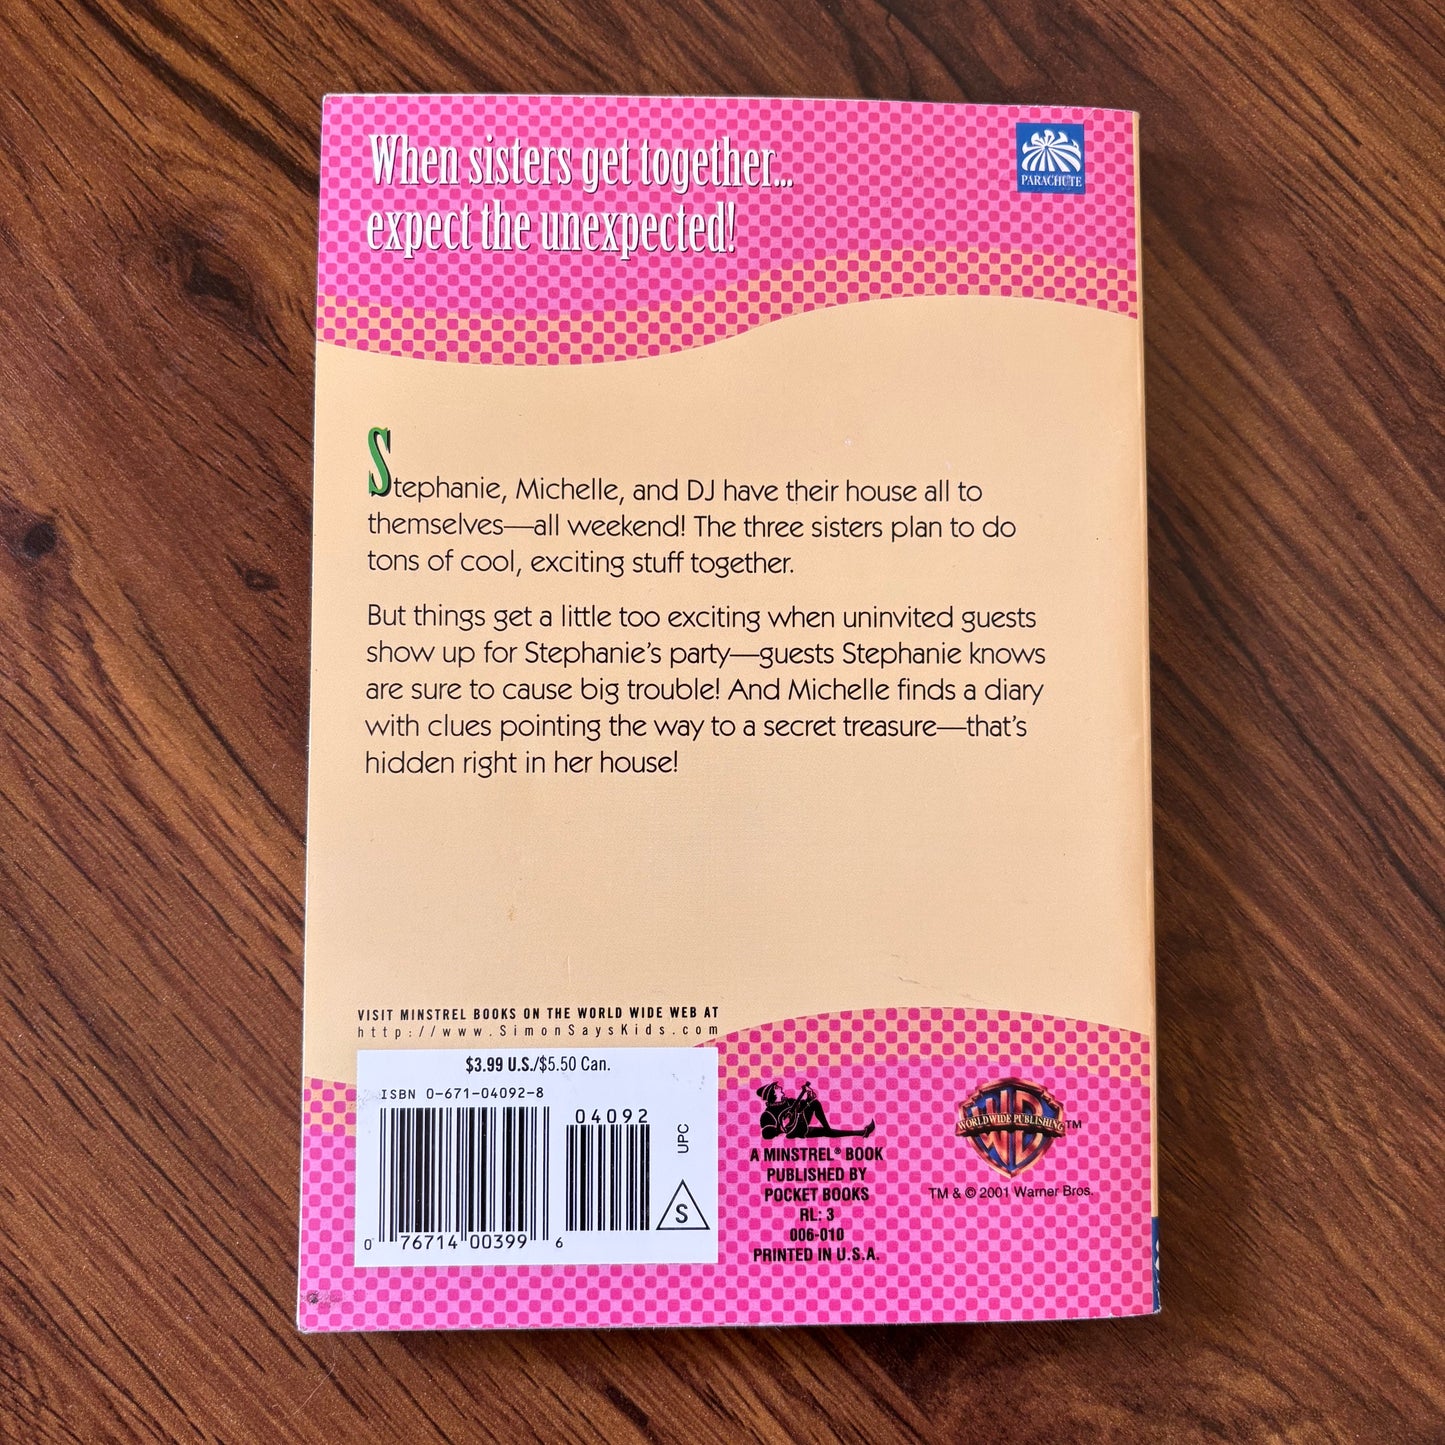 When sisters get together...
expect the unexpected!
PARACHUTE
Stephanie, Michelle, and DJ have their house all to
themselves—all weekend! The three sisters plan to do
tons of cool, exciting stuff together.
But things get a little too exciting when uninvited guests
show up for Stephanie's party—guests Stephanie knows
are sure to cause big trouble! And Michelle finds a diary
with clues pointing the way to a secret treasure—that's
hidden right in her house!
VISIT MINSTREL BOOKS ON THE WORLD WIDE WEB AT
http://www.SimonSaysKids.com
$3.99 U.S./$5.50 Can.
ISBN 0-671-04092-8
04092
UPC
S
0 76714 00399 6
A MINSTREL® BOOK
PUBLISHED BY
POCKET BOOKS
RL: 3
006-010
PRINTED IN U.S.A.
WB
WORLDWIDE PUBLISHING
TM
TM & © 2001 Warner Bros.